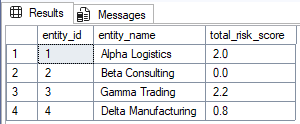 Results Messages
entity_id entity_name total_risk_score
1 1 Alpha Logistics 2.0
2 2 Beta Consulting 0.0
3 3 Gamma Trading 2.2
4 4 Delta Manufacturing 0.8